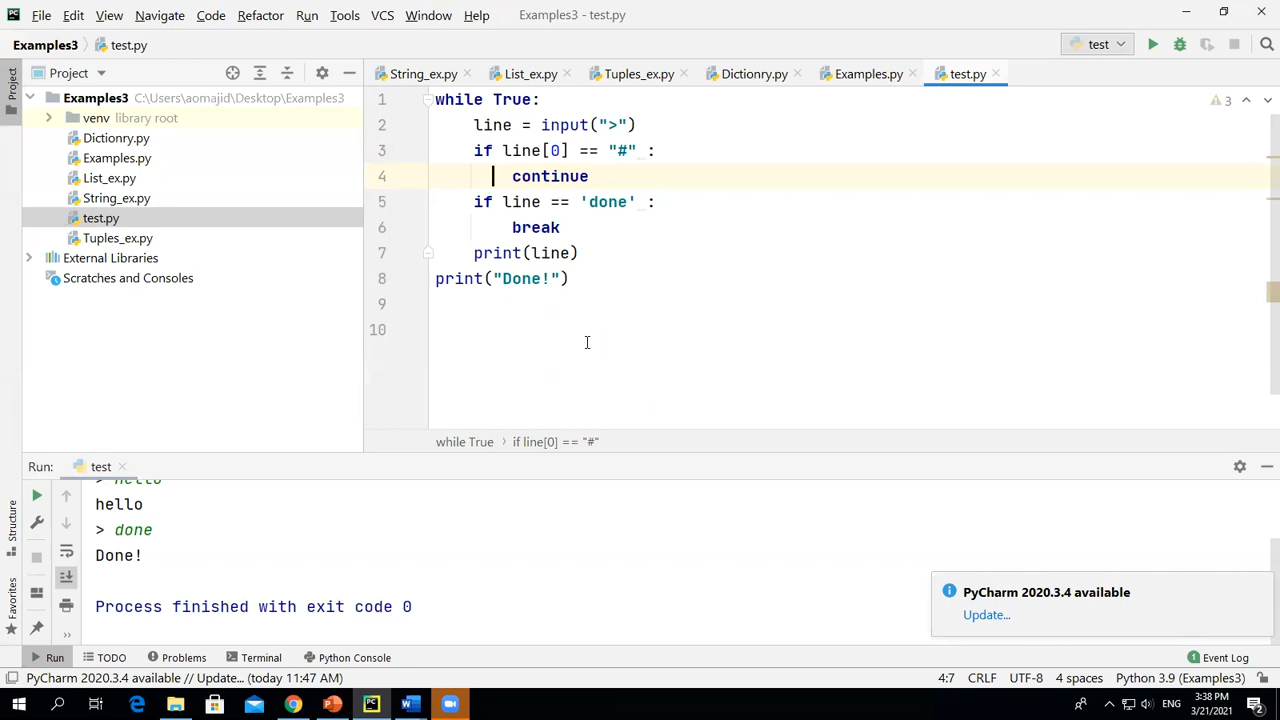 File Edit View Navigate Code Refactor Run Tools VCS Window Help Examples3 - test.py
Examples3 test.py test
Project Project String_ex.py List_ex.py Tuples_ex.py Dictionry.py Examples.py test.py
Examples3 C:\Users\aomajid\Desktop\Examples3
venv library root
Dictionry.py
Examples.py
List_ex.py
String_ex.py
test.py
Tuples_ex.py
External Libraries
Scratches and Consoles
1 while True: 3
2 line = input(">")
3 if line[0] == "#" :
4 continue
5 if line == 'done' :
6 break
7 print(line)
8 print("Done!")
9
10
while True if line[0] == "#"
Run: test
> hello
hello
> done
Done!
Process finished with exit code 0
Structure
Favorites
PyCharm 2020.3.4 available
Update...
Run TODO Problems Terminal Python Console 1 Event Log
PyCharm 2020.3.4 available // Update... (today 11:47 AM) 4:7 CRLF UTF-8 4 spaces Python 3.9 (Examples3)
ENG 3:38 PM
3/21/2021 2